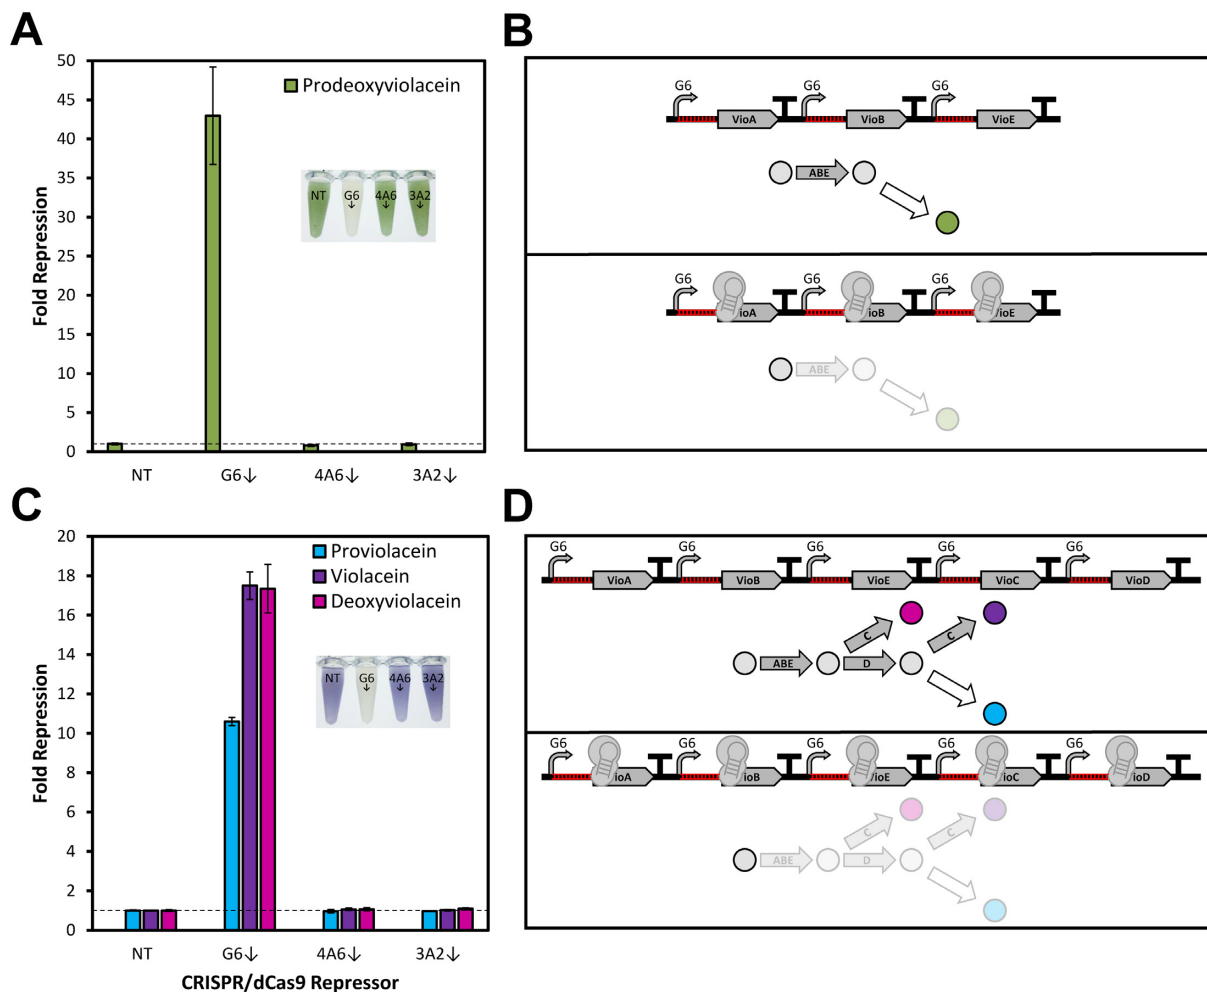 A
50
45
40
35
30
25
20
15
10
5
0
Fold Repression
Prodeoxyviolacein
NT G6↓ 4A6↓ 3A2↓
NT G6↓ 4A6↓ 3A2↓
B
G6 G6 G6
VioA VioB VioE
ABE
G6 G6 G6
ioA ioB ioE
ABE
C
20
18
16
14
12
10
8
6
4
2
0
Fold Repression
Proviolacein
Violacein
Deoxyviolacein
NT G6↓ 4A6↓ 3A2↓
NT G6↓ 4A6↓ 3A2↓
CRISPR/dCas9 Repressor
D
G6 G6 G6 G6 G6
VioA VioB VioE VioC VioD
C C
ABE D
G6 G6 G6 G6 G6
ioA ioB ioE ioC ioD
C C
ABE D